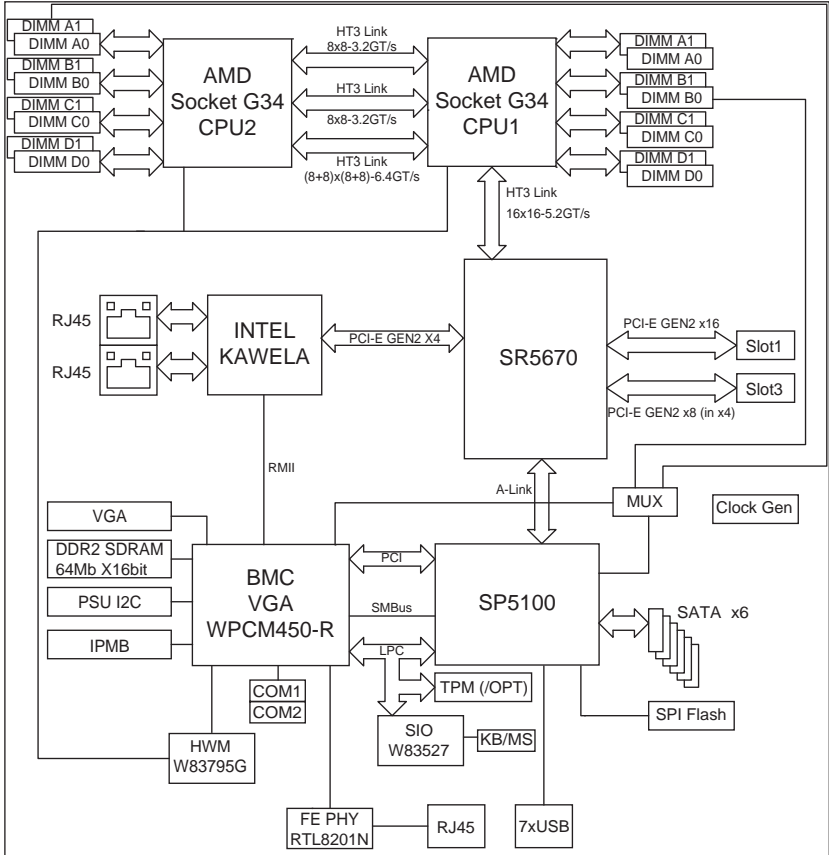 DIMM A1
DIMM A0
DIMM B1
DIMM B0
DIMM C1
DIMM C0
DIMM D1
DIMM D0
AMD
Socket G34
CPU2
HT3 Link
8x8-3.2GT/s
HT3 Link
8x8-3.2GT/s
HT3 Link
(8+8)x(8+8)-6.4GT/s
AMD
Socket G34
CPU1
DIMM A1
DIMM A0
DIMM B1
DIMM B0
DIMM C1
DIMM C0
DIMM D1
DIMM D0
HT3 Link
16x16-5.2GT/s
RJ45
RJ45
INTEL
KAWELA
PCI-E GEN2 X4
SR5670
PCI-E GEN2 x16
Slot1
Slot3
PCI-E GEN2 x8 (in x4)
RMII
A-Link
MUX
Clock Gen
VGA
DDR2 SDRAM
64Mb X16bit
PSU I2C
IPMB
BMC
VGA
WPCM450-R
PCI
SMBus
LPC
SP5100
SATA x6
COM1
COM2
TPM (/OPT)
SPI Flash
HWM
W83795G
SIO
W83527
KB/MS
FE PHY
RTL8201N
RJ45
7xUSB